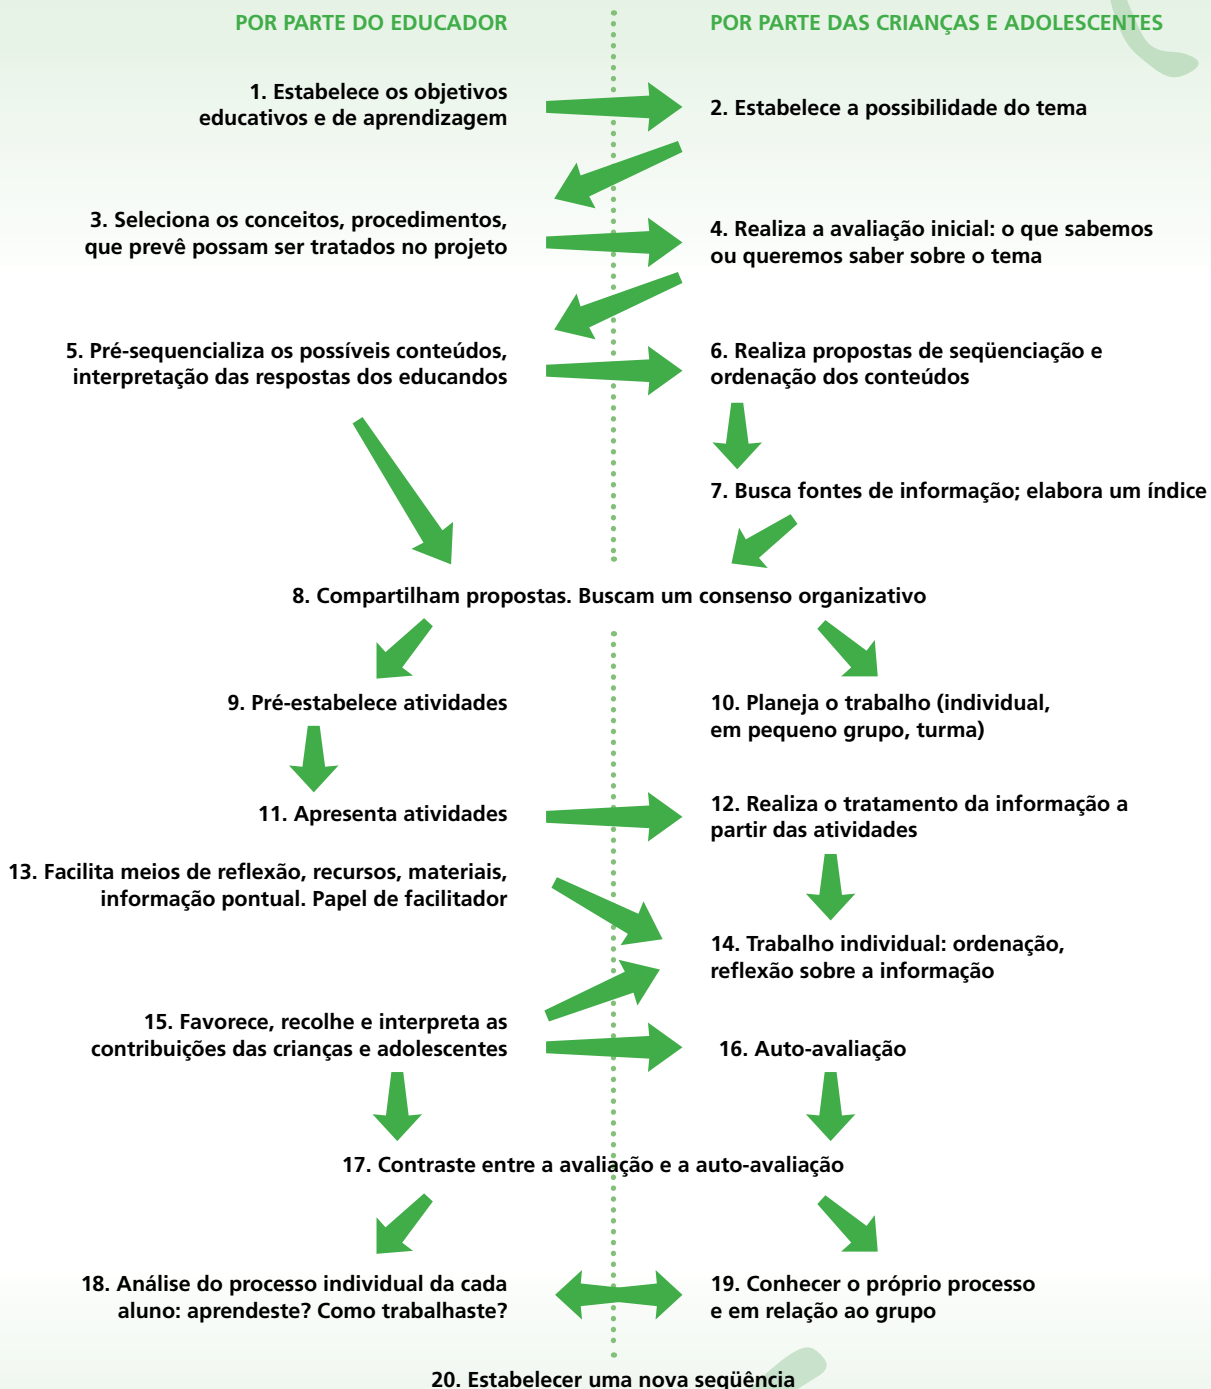 POR PARTE DO EDUCADOR
POR PARTE DAS CRIANÇAS E ADOLESCENTES
1. Estabelece os objetivos
educativos e de aprendizagem
2. Estabelece a possibilidade do tema
3. Seleciona os conceitos, procedimentos,
que prevê possam ser tratados no projeto
4. Realiza a avaliação inicial: o que sabemos
ou queremos saber sobre o tema
5. Pré-sequencializa os possíveis conteúdos,
interpretação das respostas dos educandos
6. Realiza propostas de seqüenciação e
ordenação dos conteúdos
7. Busca fontes de informação; elabora um índice
8. Compartilham propostas. Buscam um consenso organizativo
9. Pré-estabelece atividades
10. Planeja o trabalho (individual,
em pequeno grupo, turma)
11. Apresenta atividades
12. Realiza o tratamento da informação a
partir das atividades
13. Facilita meios de reflexão, recursos, materiais,
informação pontual. Papel de facilitador
14. Trabalho individual: ordenação,
reflexão sobre a informação
15. Favorece, recolhe e interpreta as
contribuições das crianças e adolescentes
16. Auto-avaliação
17. Contraste entre a avaliação e a auto-avaliação
18. Análise do processo individual da cada
aluno: aprendeste? Como trabalhaste?
19. Conhecer o próprio processo
e em relação ao grupo
20. Estabelecer uma nova seqüência